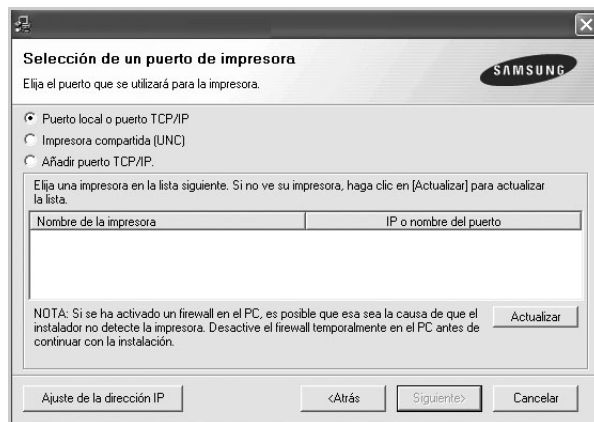 Selección de un puerto de impresora
Elija el puerto que se utilizará para la impresora.
SAMSUNG
Puerto local o puerto TCP/IP
Impresora compartida (UNC)
Añadir puerto TCP/IP.
Elija una impresora en la lista siguiente. Si no ve su impresora, haga clic en [Actualizar] para actualizar
la lista.
Nombre de la impresora IP o nombre del puerto
NOTA: Si se ha activado un firewall en el PC, es posible que esa sea la causa de que el
instalador no detecte la impresora. Desactive el firewall temporalmente en el PC antes de
continuar con la instalación.
Actualizar
Ajuste de la dirección IP <Atrás Siguiente> Cancelar